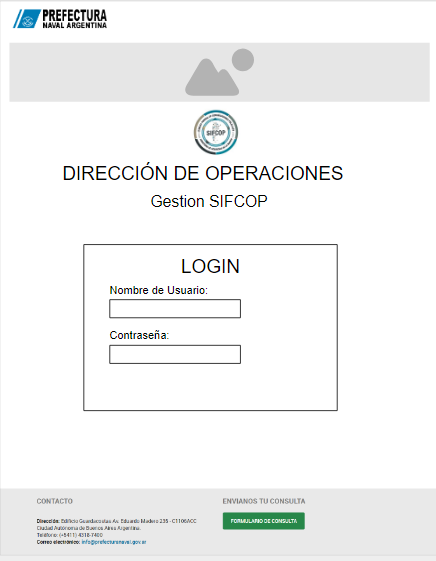 PREFECTURA
NAVAL ARGENTINA
SIFCOP
DIRECCIÓN DE OPERACIONES
Gestion SIFCOP
LOGIN
Nombre de Usuario:
Contraseña:
CONTACTO
Dirección: Edificio Guardacostas Av. Eduardo Madero 235 - C1106ACC
Ciudad Autónoma de Buenos Aires Argentina.
Teléfono: (+5411) 4318-7400
Correo electrónico: info@prefecturanaval.gov.ar
ENVIANOS TU CONSULTA
FORMULARIO DE CONSULTA